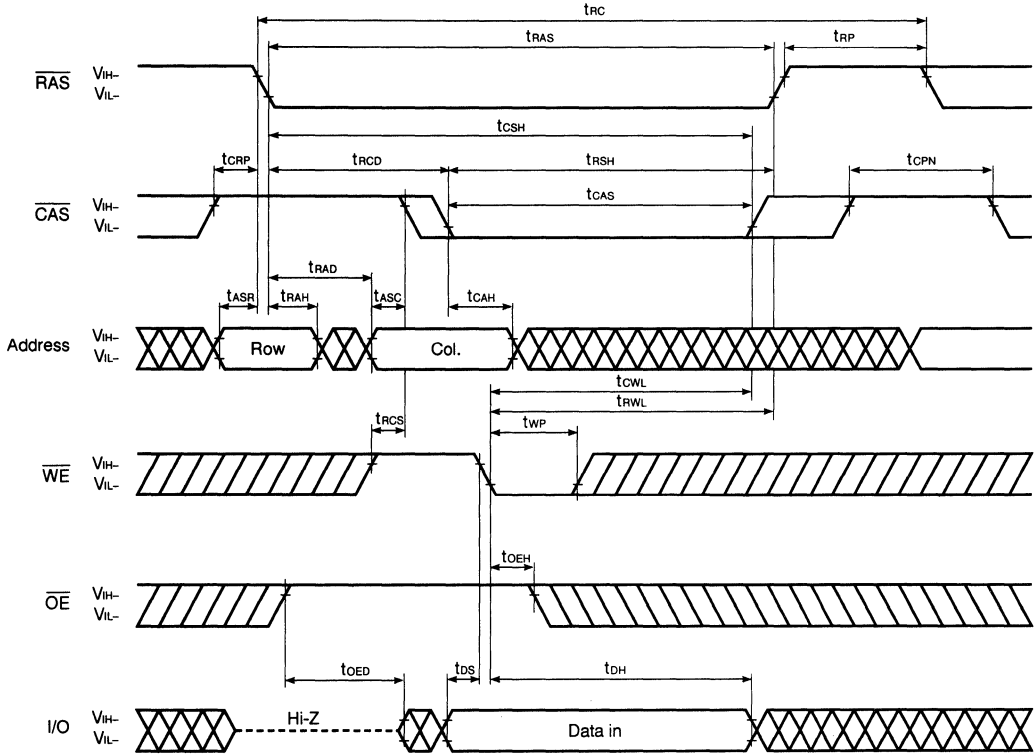 tRC
tRAS
tRP
RAS
VIH–
VIL–
tCSH
tCRP
tRCD
tRSH
tCPN
CAS
VIH–
VIL–
tCAS
tRAD
tASR
tRAH
tASC
tCAH
Address
VIH–
VIL–
Row
Col.
tCWL
tRWL
tRCS
tWP
WE
VIH–
VIL–
tOEH
OE
VIH–
VIL–
tOED
tDS
tDH
I/O
VIH–
VIL–
Hi-Z
Data in